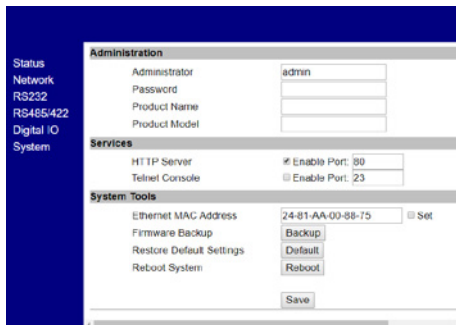 Status
Network
RS232
RS485/422
Digital IO
System
Administration
Administrator admin
Password
Product Name
Product Model
Services
HTTP Server Enable Port: 80
Telnet Console Enable Port: 23
System Tools
Ethernet MAC Address 24-81-AA-00-88-75 Set
Firmware Backup Backup
Restore Default Settings Default
Reboot System Reboot
Save